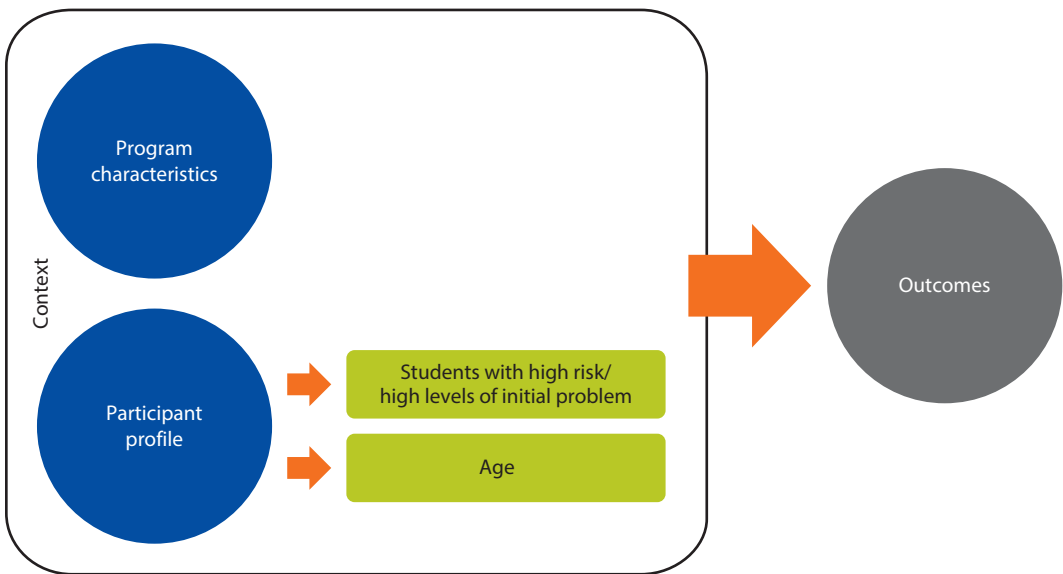 Program
characteristics
Context
Participant
profile
Students with high risk/
high levels of initial problem
Age
Outcomes